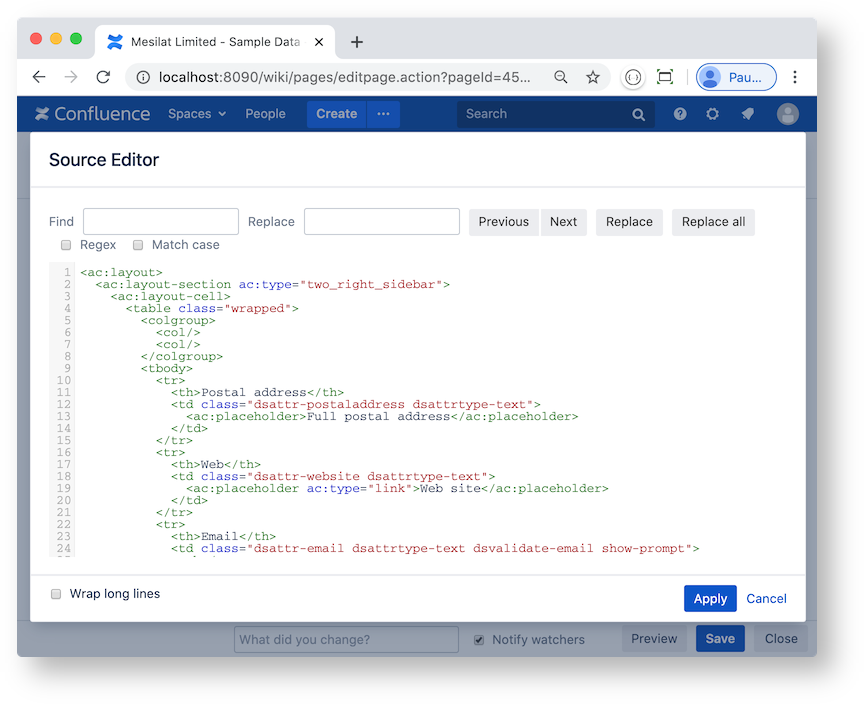 Mesilat Limited - Sample Data
localhost:8090/wiki/pages/editpage.action?pageId=45...
Pau...
Confluence Spaces People Create ··· Search
Source Editor
Find Replace Previous Next Replace Replace all
Regex Match case
1 <ac:layout>
2 <ac:layout-section ac:type="two_right_sidebar">
3 <ac:layout-cell>
4 <table class="wrapped">
5 <colgroup>
6 <col/>
7 <col/>
8 </colgroup>
9 <tbody>
10 <tr>
11 <th>Postal address</th>
12 <td class="dsattr-postaladdress dsattrtype-text">
13 <ac:placeholder>Full postal address</ac:placeholder>
14 </td>
15 </tr>
16 <tr>
17 <th>Web</th>
18 <td class="dsattr-website dsattrtype-text">
19 <ac:placeholder ac:type="link">Web site</ac:placeholder>
20 </td>
21 </tr>
22 <tr>
23 <th>Email</th>
24 <td class="dsattr-email dsattrtype-text dsvalidate-email show-prompt">
Wrap long lines
Apply Cancel
What did you change? Notify watchers Preview Save Close